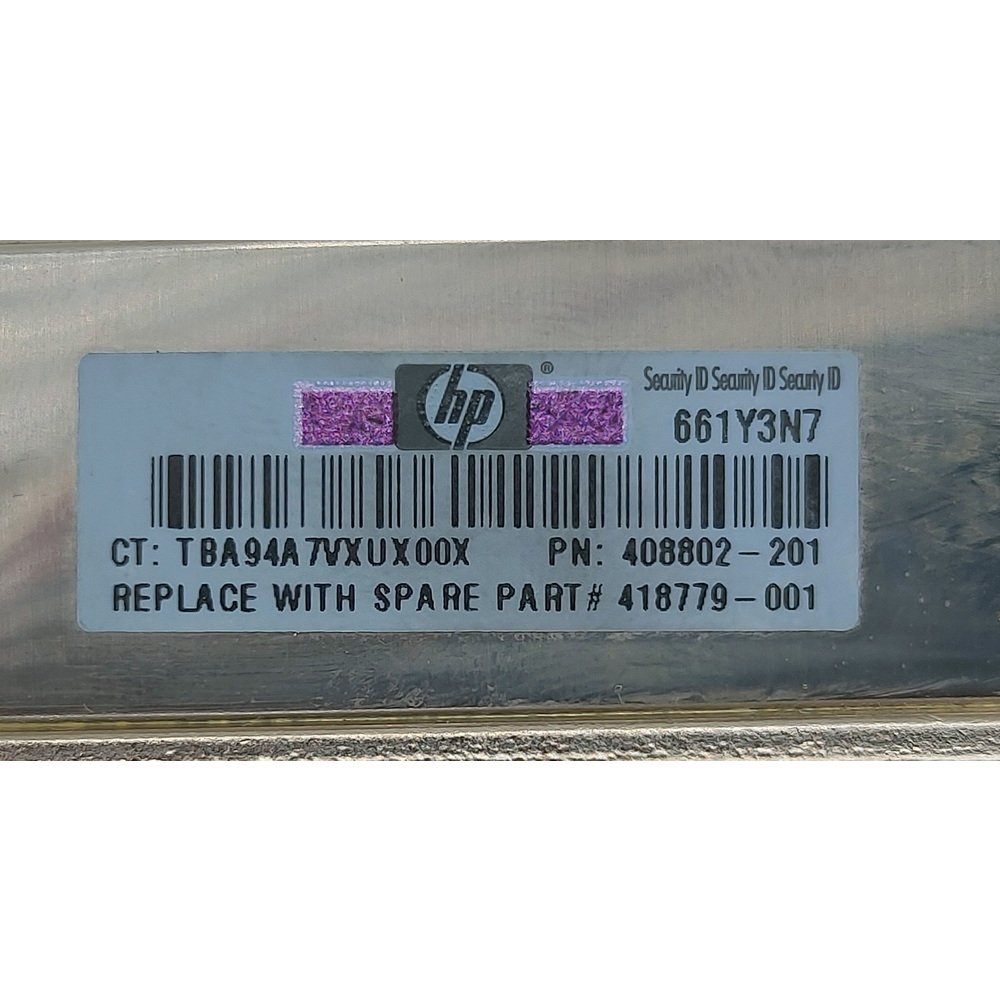 hp®
Security ID Security ID Security ID
661Y3N7
CT: TBA94A7VXUX00X PN: 408802-201
REPLACE WITH SPARE PART# 418779-001